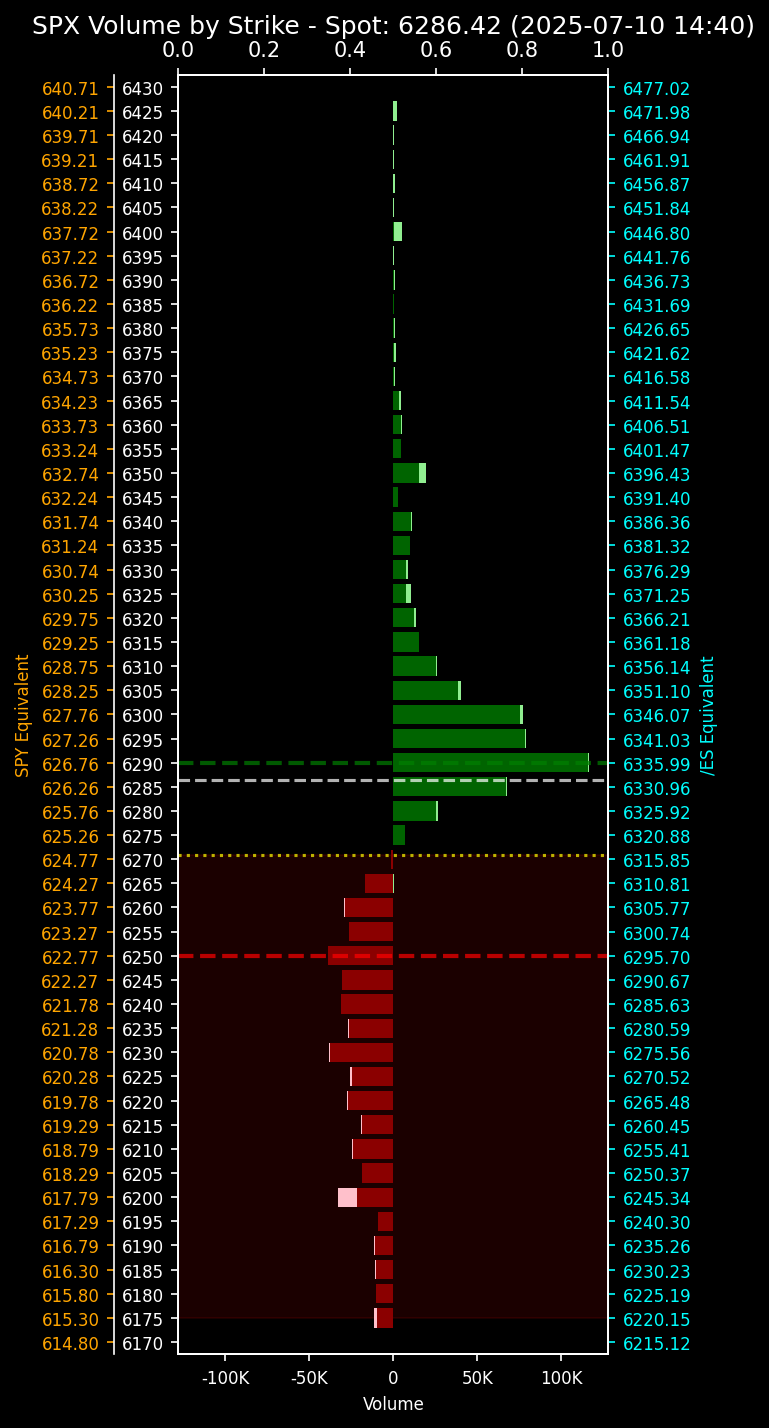 SPX Volume by Strike - Spot: 6286.42 (2025-07-10 14:40)
0.0 0.2 0.4 0.6 0.8 1.0
640.71 6430 6477.02
640.21 6425 6471.98
639.71 6420 6466.94
639.21 6415 6461.91
638.72 6410 6456.87
638.22 6405 6451.84
637.72 6400 6446.80
637.22 6395 6441.76
636.72 6390 6436.73
636.22 6385 6431.69
635.73 6380 6426.65
635.23 6375 6421.62
634.73 6370 6416.58
634.23 6365 6411.54
633.73 6360 6406.51
633.24 6355 6401.47
632.74 6350 6396.43
632.24 6345 6391.40
631.74 6340 6386.36
631.24 6335 6381.32
630.74 6330 6376.29
630.25 6325 6371.25
629.75 6320 6366.21
629.25 6315 6361.18
628.75 6310 6356.14
628.25 6305 6351.10
627.76 6300 6346.07
627.26 6295 6341.03
626.76 6290 6335.99
626.26 6285 6330.96
625.76 6280 6325.92
625.26 6275 6320.88
624.77 6270 6315.85
624.27 6265 6310.81
623.77 6260 6305.77
623.27 6255 6300.74
622.77 6250 6295.70
622.27 6245 6290.67
621.78 6240 6285.63
621.28 6235 6280.59
620.78 6230 6275.56
620.28 6225 6270.52
619.78 6220 6265.48
619.29 6215 6260.45
618.79 6210 6255.41
618.29 6205 6250.37
617.79 6200 6245.34
617.29 6195 6240.30
616.79 6190 6235.26
616.30 6185 6230.23
615.80 6180 6225.19
615.30 6175 6220.15
614.80 6170 6215.12
SPY Equivalent
/ES Equivalent
-100K -50K 0 50K 100K
Volume